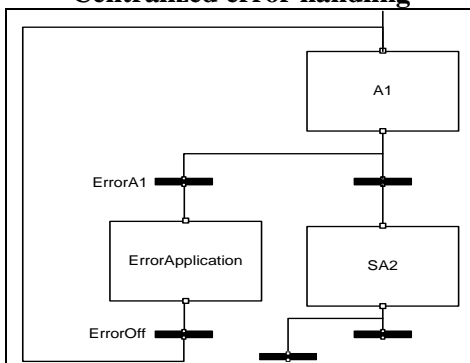 Centralized error handling
A1
ErrorA1
ErrorApplication
SA2
ErrorOff